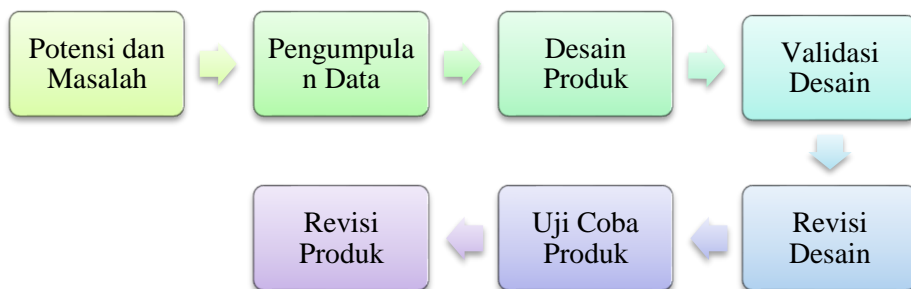 Potensi dan
Masalah
Pengumpula
n Data
Desain
Produk
Validasi
Desain
Revisi
Desain
Uji Coba
Produk
Revisi
Produk